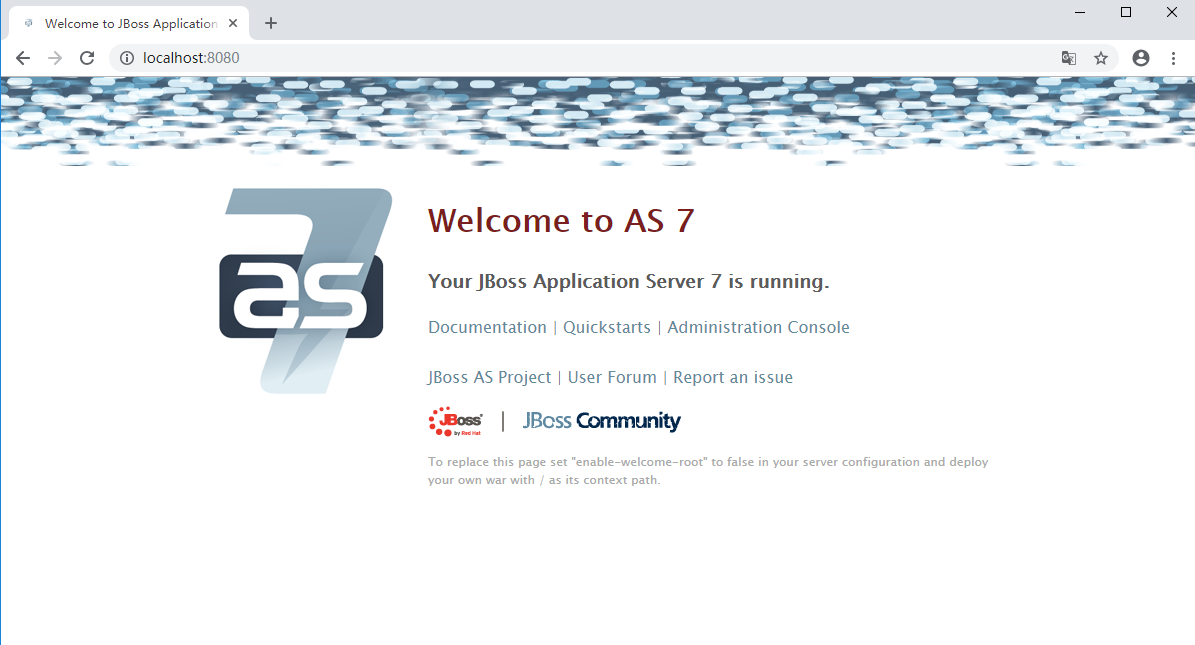 Welcome to JBoss Application
localhost:8080
as
Welcome to AS 7
Your JBoss Application Server 7 is running.
Documentation | Quickstarts | Administration Console
JBoss AS Project | User Forum | Report an issue
JBoss by Red Hat | JBoss Community
To replace this page set "enable-welcome-root" to false in your server configuration and deploy
your own war with / as its context path.